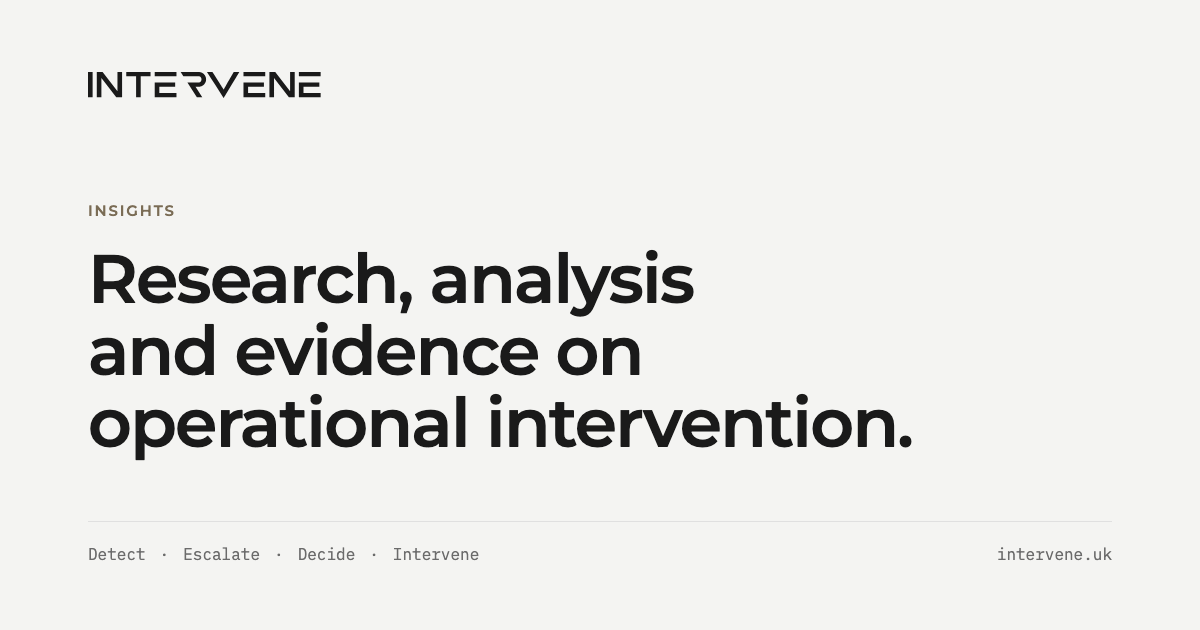 INTERVENE
INSIGHTS
Research, analysis
and evidence on
operational intervention.
Detect · Escalate · Decide · Intervene
intervene.uk